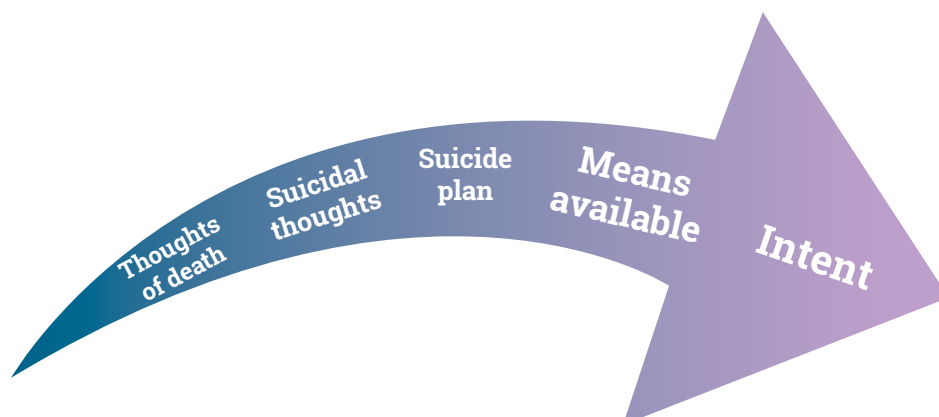 Thoughts
of death
Suicidal
thoughts
Suicide
plan
Means
available
Intent